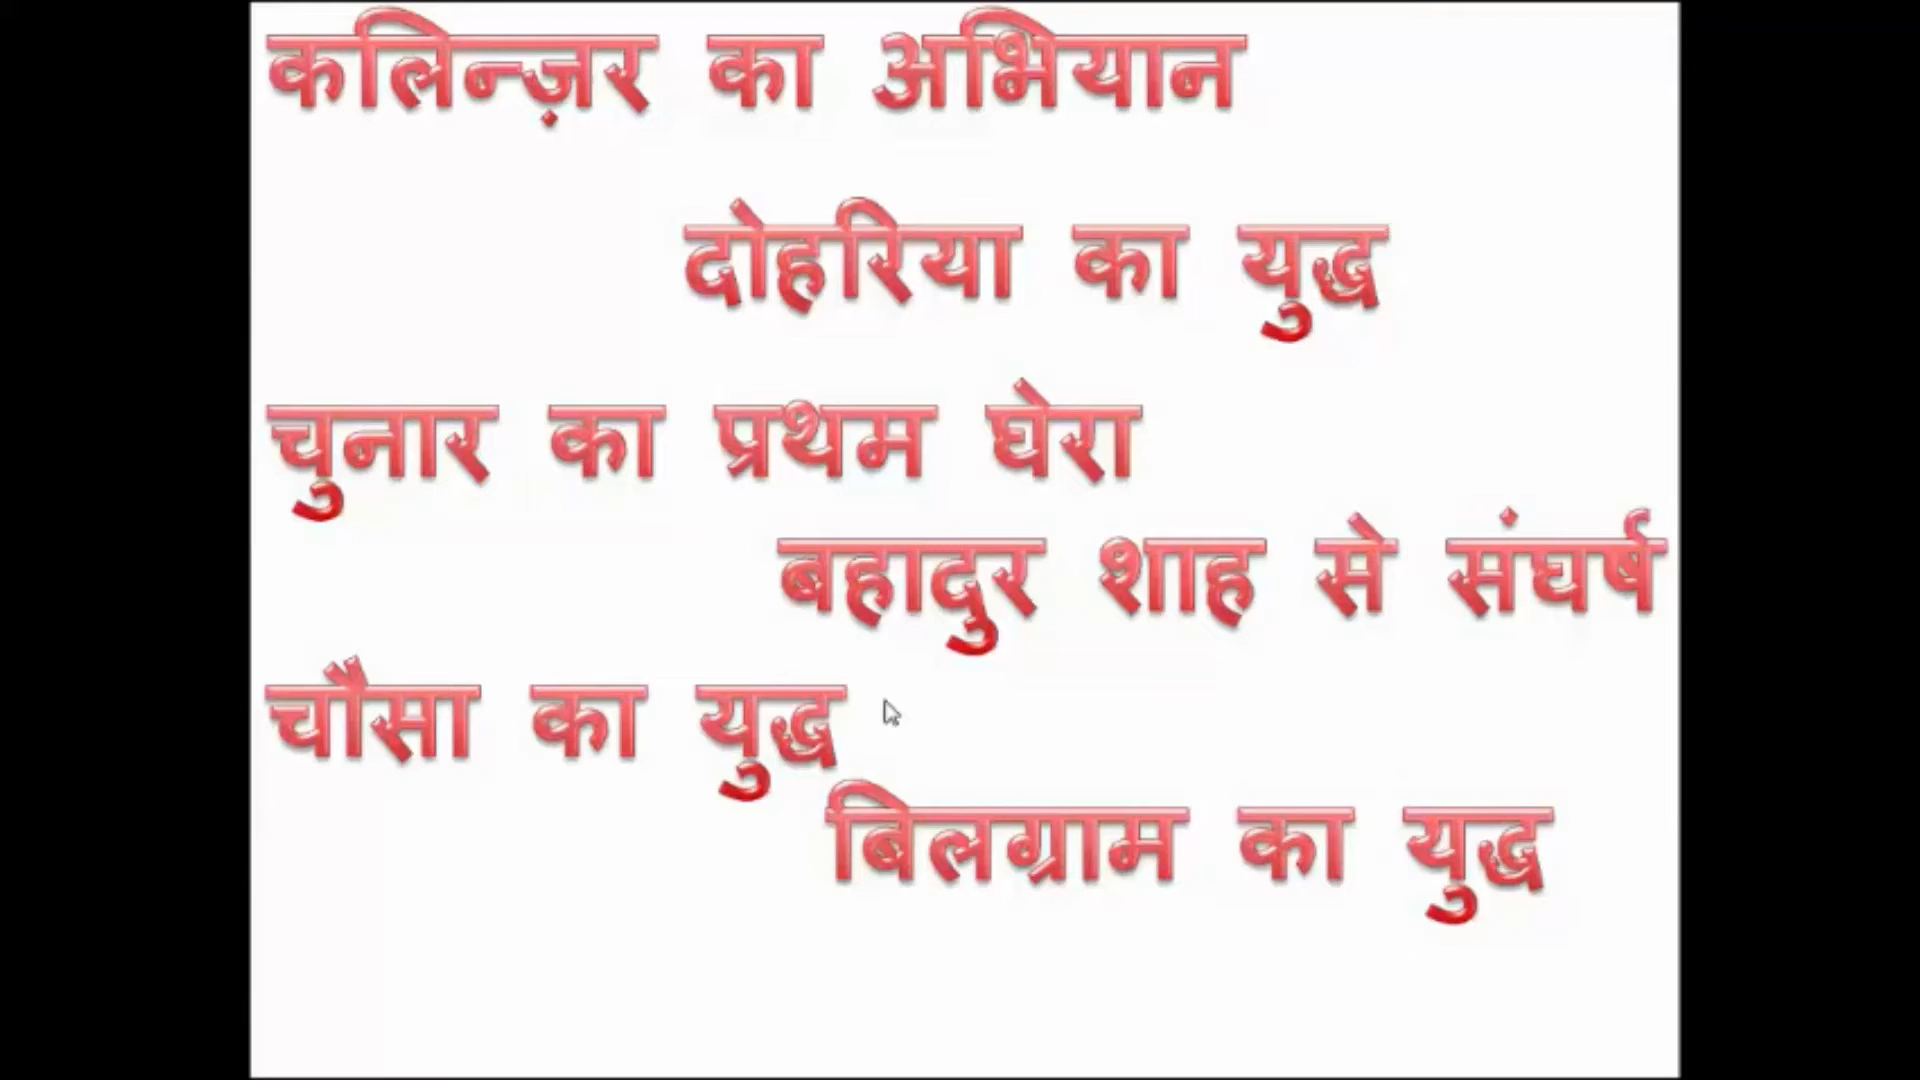 कलिन्ज़र का अभियान
दोहरिया का युद्ध
चुनार का प्रथम घेरा
बहादुर शाह से संघर्ष
चौसा का युद्ध
बिलग्राम का युद्ध